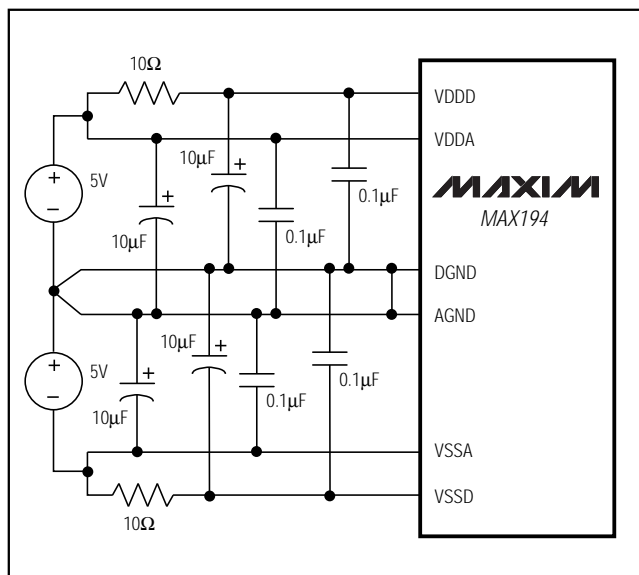 10Ω
VDDD
VDDA
10μF
+
+
5V
−
+
0.1μF
MAXIM
MAX194
10μF
0.1μF
DGND
AGND
10μF
+
+
5V
−
+
0.1μF
0.1μF
10μF
VSSA
VSSD
10Ω